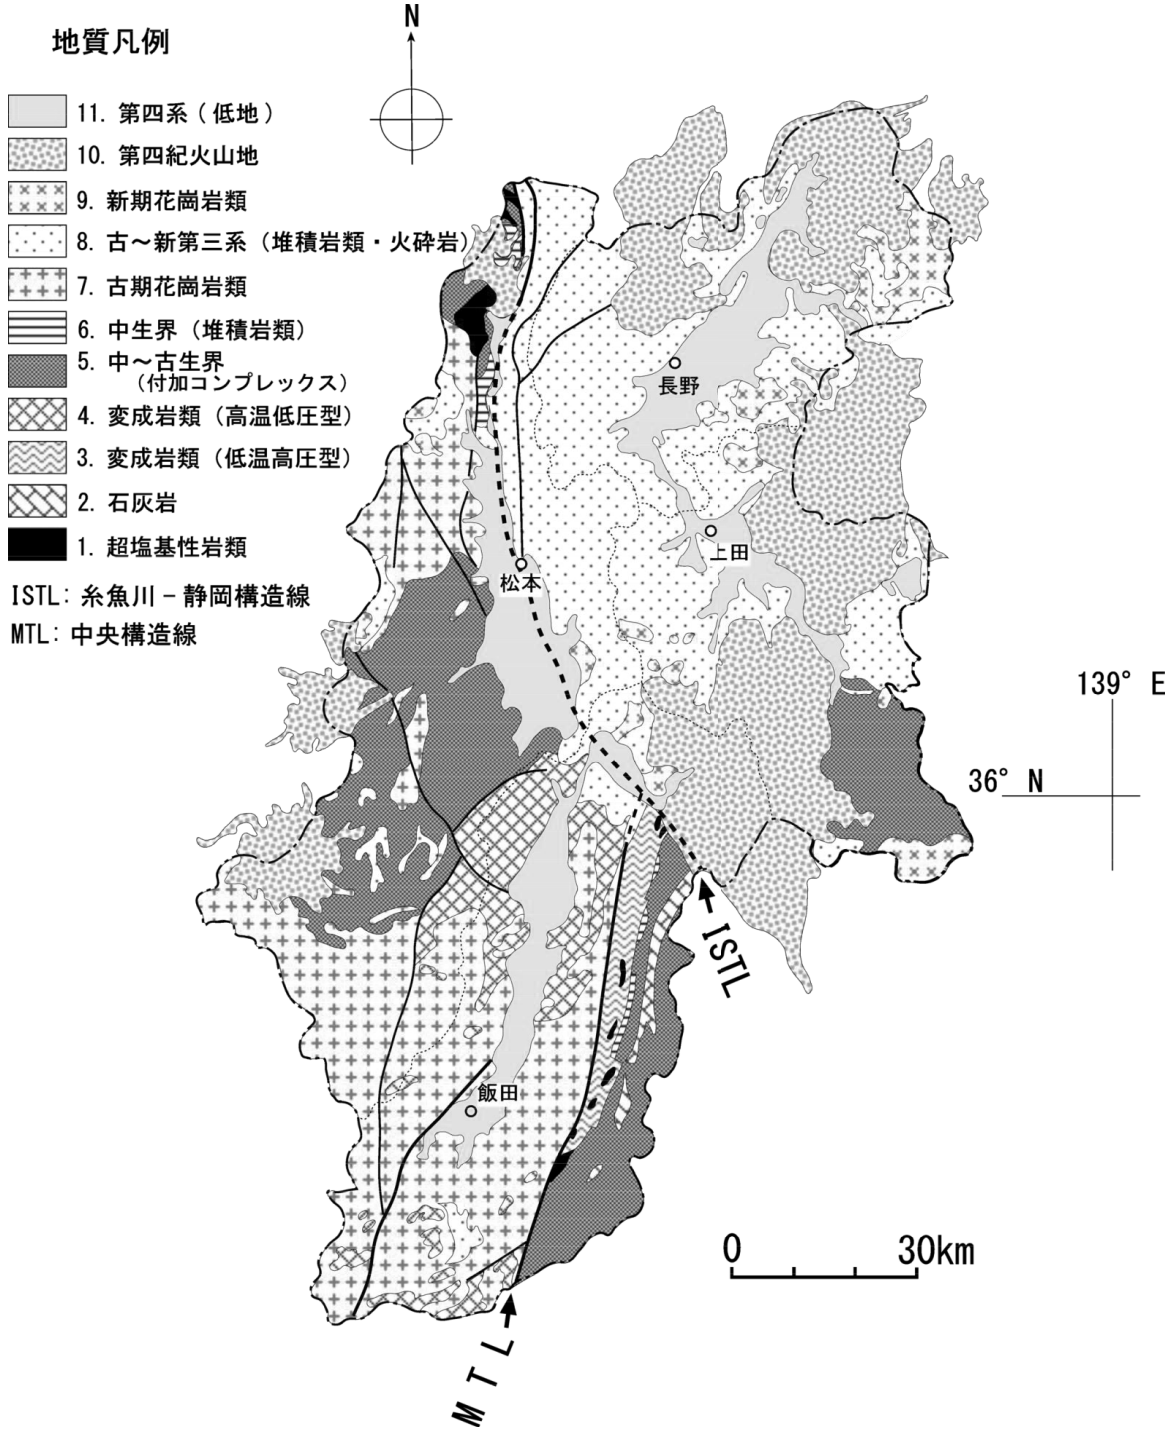 N
地質凡例
11. 第四系（低地）
10. 第四紀火山地
9. 新期花崗岩類
8. 古～新第三系（堆積岩類・火砕岩）
7. 古期花崗岩類
6. 中生界（堆積岩類）
5. 中～古生界
（付加コンプレックス）
4. 変成岩類（高温低圧型）
3. 変成岩類（低温高圧型）
2. 石灰岩
1. 超塩基性岩類
ISTL: 糸魚川－静岡構造線
MTL: 中央構造線
長野
上田
松本
139° E
36° N
ISTL
飯田
0 30km
MTL